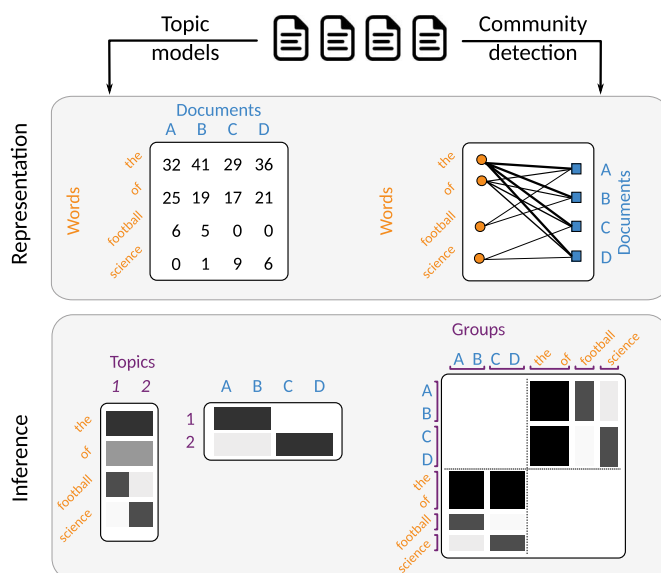 Topic
models
Community
detection
Representation
Documents
A B C D
Words
the 32 41 29 36
of 25 19 17 21
football 6 5 0 0
science 0 1 9 6
Words
the
of
football
science
A
B
C
D
Documents
Inference
Topics
1 2
the
of
football
science
A B C D
1
2
Groups
A B C D the of football science
A
B
C
D
the
of
football
science